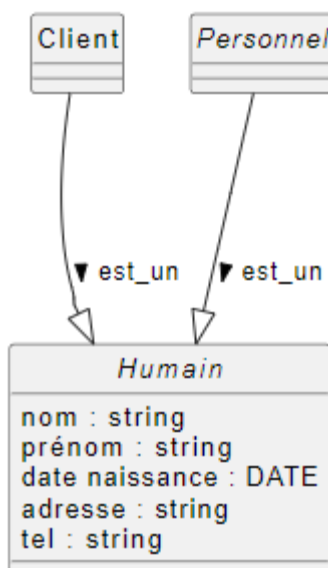 Client
Personnel
est_un
est_un
Humain
nom : string
prénom : string
date naissance : DATE
adresse : string
tel : string